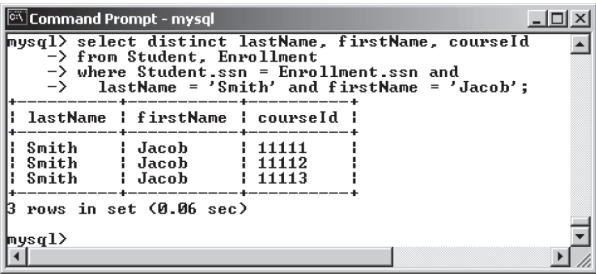 Command Prompt - mysql
mysql> select distinct lastName, firstName, courseId
    -> from Student, Enrollment
    -> where Student.ssn = Enrollment.ssn and
    ->   lastName = 'Smith' and firstName = 'Jacob';
+----------+-----------+----------+
| lastName | firstName | courseId |
+----------+-----------+----------+
| Smith    | Jacob     | 11111    |
| Smith    | Jacob     | 11112    |
| Smith    | Jacob     | 11113    |
+----------+-----------+----------+
3 rows in set (0.06 sec)
mysql>